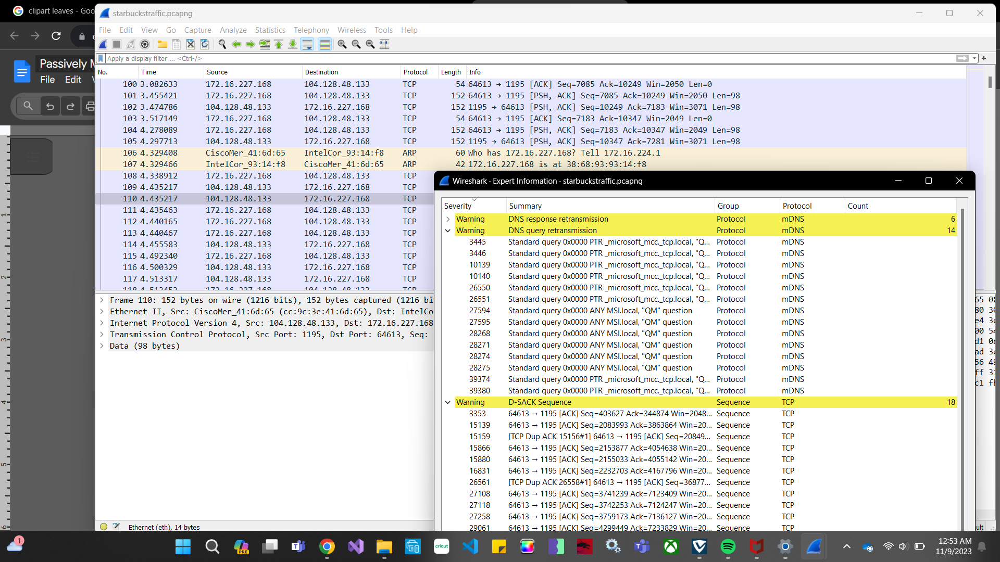 clipart leaves - Goo
starbuckstraffic.pcapng
File Edit View Go Capture Analyze Statistics Telephony Wireless Tools Help
Apply a display filter ... <Ctrl-/>
Passively M
File Edit V
No. Time Source Destination Protocol Length Info
100 3.082633 172.16.227.168 104.128.48.133 TCP 54 64613 → 1195 [ACK] Seq=7085 Ack=10249 Win=2050 Len=0
101 3.455421 172.16.227.168 104.128.48.133 TCP 152 64613 → 1195 [PSH, ACK] Seq=7085 Ack=10249 Win=2050 Len=98
102 3.474786 104.128.48.133 172.16.227.168 TCP 152 1195 → 64613 [PSH, ACK] Seq=10249 Ack=7183 Win=3071 Len=98
103 3.517149 172.16.227.168 104.128.48.133 TCP 54 64613 → 1195 [ACK] Seq=7183 Ack=10347 Win=2049 Len=0
104 4.278089 172.16.227.168 104.128.48.133 TCP 152 64613 → 1195 [PSH, ACK] Seq=7183 Ack=10347 Win=2049 Len=98
105 4.297713 104.128.48.133 172.16.227.168 TCP 152 1195 → 64613 [PSH, ACK] Seq=10347 Ack=7281 Win=3071 Len=98
106 4.329408 CiscoMer_41:6d:65 IntelCor_93:14:f8 ARP 60 Who has 172.16.227.168? Tell 172.16.224.1
107 4.329466 IntelCor_93:14:f8 CiscoMer_41:6d:65 ARP 42 172.16.227.168 is at 38:68:93:93:14:f8
108 4.338912 172.16.227.168 104.128.48.133 TCP
109 4.435217 104.128.48.133 172.16.227.168 TCP
110 4.435217 104.128.48.133 172.16.227.168 TCP
111 4.435463 172.16.227.168 104.128.48.133 TCP
112 4.440165 172.16.227.168 104.128.48.133 TCP
113 4.440467 172.16.227.168 104.128.48.133 TCP
114 4.455583 104.128.48.133 172.16.227.168 TCP
115 4.492340 172.16.227.168 104.128.48.133 TCP
116 4.500329 104.128.48.133 172.16.227.168 TCP
117 4.513317 104.128.48.133 172.16.227.168 TCP
118 4.513453 172.16.227.168 104.128.48.133 TCP
Frame 110: 152 bytes on wire (1216 bits), 152 bytes captured (1216 bi
Ethernet II, Src: CiscoMer_41:6d:65 (cc:9c:3e:41:6d:65), Dst: IntelCo
Internet Protocol Version 4, Src: 104.128.48.133, Dst: 172.16.227.168
Transmission Control Protocol, Src Port: 1195, Dst Port: 64613, Seq:
Data (98 bytes)
Ethernet (eth), 14 bytes
Wireshark · Expert Information · starbuckstraffic.pcapng
Severity Summary Group Protocol Count
Warning DNS response retransmission Protocol mDNS 6
Warning DNS query retransmission Protocol mDNS 14
3445 Standard query 0x0000 PTR _microsoft_mcc._tcp.local, "Q... Protocol mDNS
3446 Standard query 0x0000 PTR _microsoft_mcc._tcp.local, "Q... Protocol mDNS
10139 Standard query 0x0000 PTR _microsoft_mcc._tcp.local, "Q... Protocol mDNS
10140 Standard query 0x0000 PTR _microsoft_mcc._tcp.local, "Q... Protocol mDNS
26550 Standard query 0x0000 PTR _microsoft_mcc._tcp.local, "Q... Protocol mDNS
26551 Standard query 0x0000 PTR _microsoft_mcc._tcp.local, "Q... Protocol mDNS
27594 Standard query 0x0000 ANY MSI.local, "QM" question Protocol mDNS
27595 Standard query 0x0000 ANY MSI.local, "QM" question Protocol mDNS
28268 Standard query 0x0000 ANY MSI.local, "QM" question Protocol mDNS
28271 Standard query 0x0000 ANY MSI.local, "QM" question Protocol mDNS
28274 Standard query 0x0000 ANY MSI.local, "QM" question Protocol mDNS
28275 Standard query 0x0000 ANY MSI.local, "QM" question Protocol mDNS
39374 Standard query 0x0000 PTR _microsoft_mcc._tcp.local, "Q... Protocol mDNS
39380 Standard query 0x0000 PTR _microsoft_mcc._tcp.local, "Q... Protocol mDNS
Warning D-SACK Sequence Sequence TCP 18
3353 64613 → 1195 [ACK] Seq=403627 Ack=344874 Win=2048... Sequence TCP
15139 64613 → 1195 [ACK] Seq=2083993 Ack=3863864 Win=20... Sequence TCP
15159 [TCP Dup ACK 15156#1] 64613 → 1195 [ACK] Seq=20849... Sequence TCP
15866 64613 → 1195 [ACK] Seq=2153877 Ack=4054638 Win=20... Sequence TCP
15880 64613 → 1195 [ACK] Seq=2155033 Ack=4055142 Win=20... Sequence TCP
16831 64613 → 1195 [ACK] Seq=2232703 Ack=4167796 Win=20... Sequence TCP
26561 [TCP Dup ACK 26558#1] 64613 → 1195 [ACK] Seq=36877... Sequence TCP
27108 64613 → 1195 [ACK] Seq=3741239 Ack=7123409 Win=20... Sequence TCP
27118 64613 → 1195 [ACK] Seq=3742253 Ack=7124247 Win=20... Sequence TCP
27258 64613 → 1195 [ACK] Seq=3759173 Ack=7136127 Win=20... Sequence TCP
29061 64613 → 1195 [ACK] Seq=4299449 Ack=7233829 Win=20... Sequence TCP
65 08
80 30
e4 3c
00 54
d1 0c
ad 3e
56 49
ff 31
c1 fb
ault
1
2
3
4
5
6
1
PRE
cricut
12:53 AM
11/9/2023